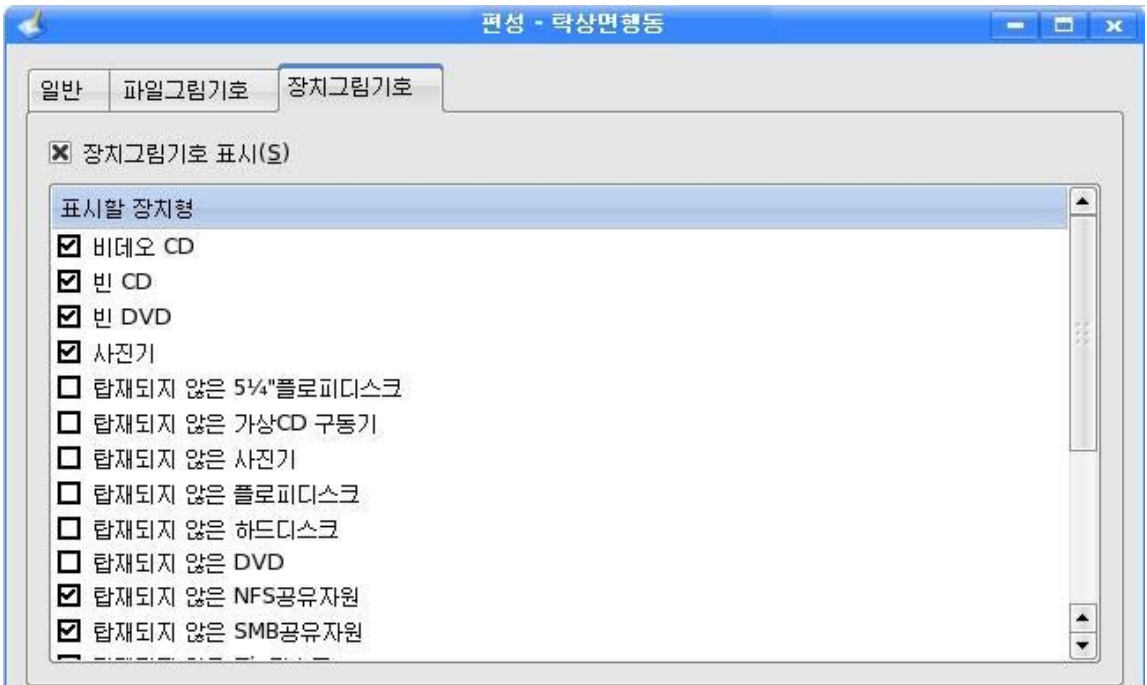 편성 - 탁상면행동
일반 파일그림기호 장치그림기호
장치그림기호 표시(S)
표시할 장치형
비데오 CD
빈 CD
빈 DVD
사진기
탑재되지 않은 5¼"플로피디스크
탑재되지 않은 가상CD 구동기
탑재되지 않은 사진기
탑재되지 않은 플로피디스크
탑재되지 않은 하드디스크
탑재되지 않은 DVD
탑재되지 않은 NFS공유자원
탑재되지 않은 SMB공유자원